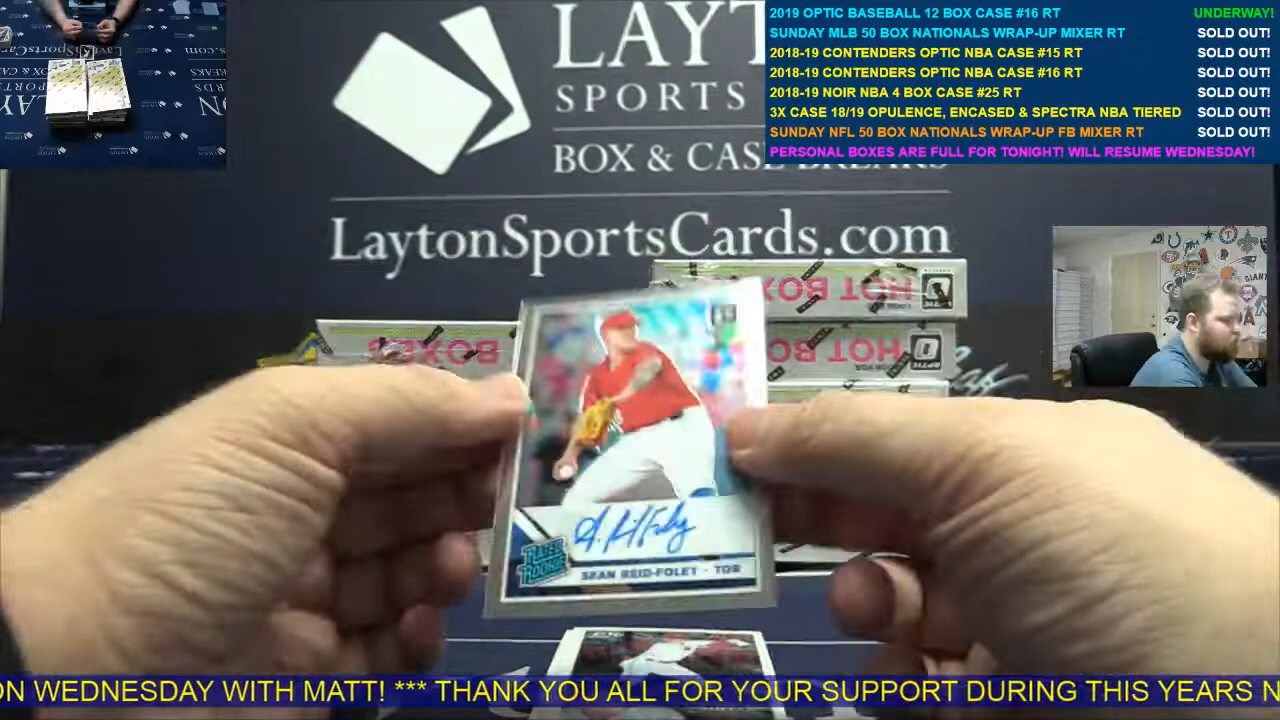 2019 OPTIC BASEBALL 12 BOX CASE #16 RT UNDERWAY!
SUNDAY MLB 50 BOX NATIONALS WRAP-UP MIXER RT SOLD OUT!
2018-19 CONTENDERS OPTIC NBA CASE #15 RT SOLD OUT!
2018-19 CONTENDERS OPTIC NBA CASE #16 RT SOLD OUT!
2018-19 NOIR NBA 4 BOX CASE #25 RT SOLD OUT!
3X CASE 18/19 OPULENCE, ENCASED & SPECTRA NBA TIERED SOLD OUT!
SUNDAY NFL 50 BOX NATIONALS WRAP-UP FB MIXER RT SOLD OUT!
PERSONAL BOXES ARE FULL FOR TONIGHT! WILL RESUME WEDNESDAY!
LAYT
SPORTS
BOX & CASE BREAKS
LaytonSportsCards.com
HOT BOX
HOT BOX
BOXES
RATED ROOKIE
SEAN REID-FOLEY - TOR
ON WEDNESDAY WITH MATT! *** THANK YOU ALL FOR YOUR SUPPORT DURING THIS YEARS N